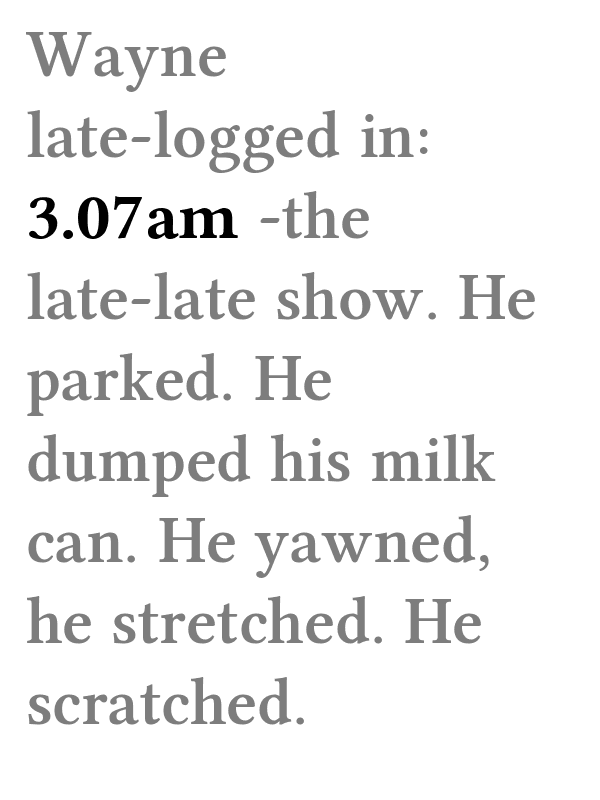 Wayne
late-logged in:
3.07am -the
late-late show. He
parked. He
dumped his milk
can. He yawned,
he stretched. He
scratched.